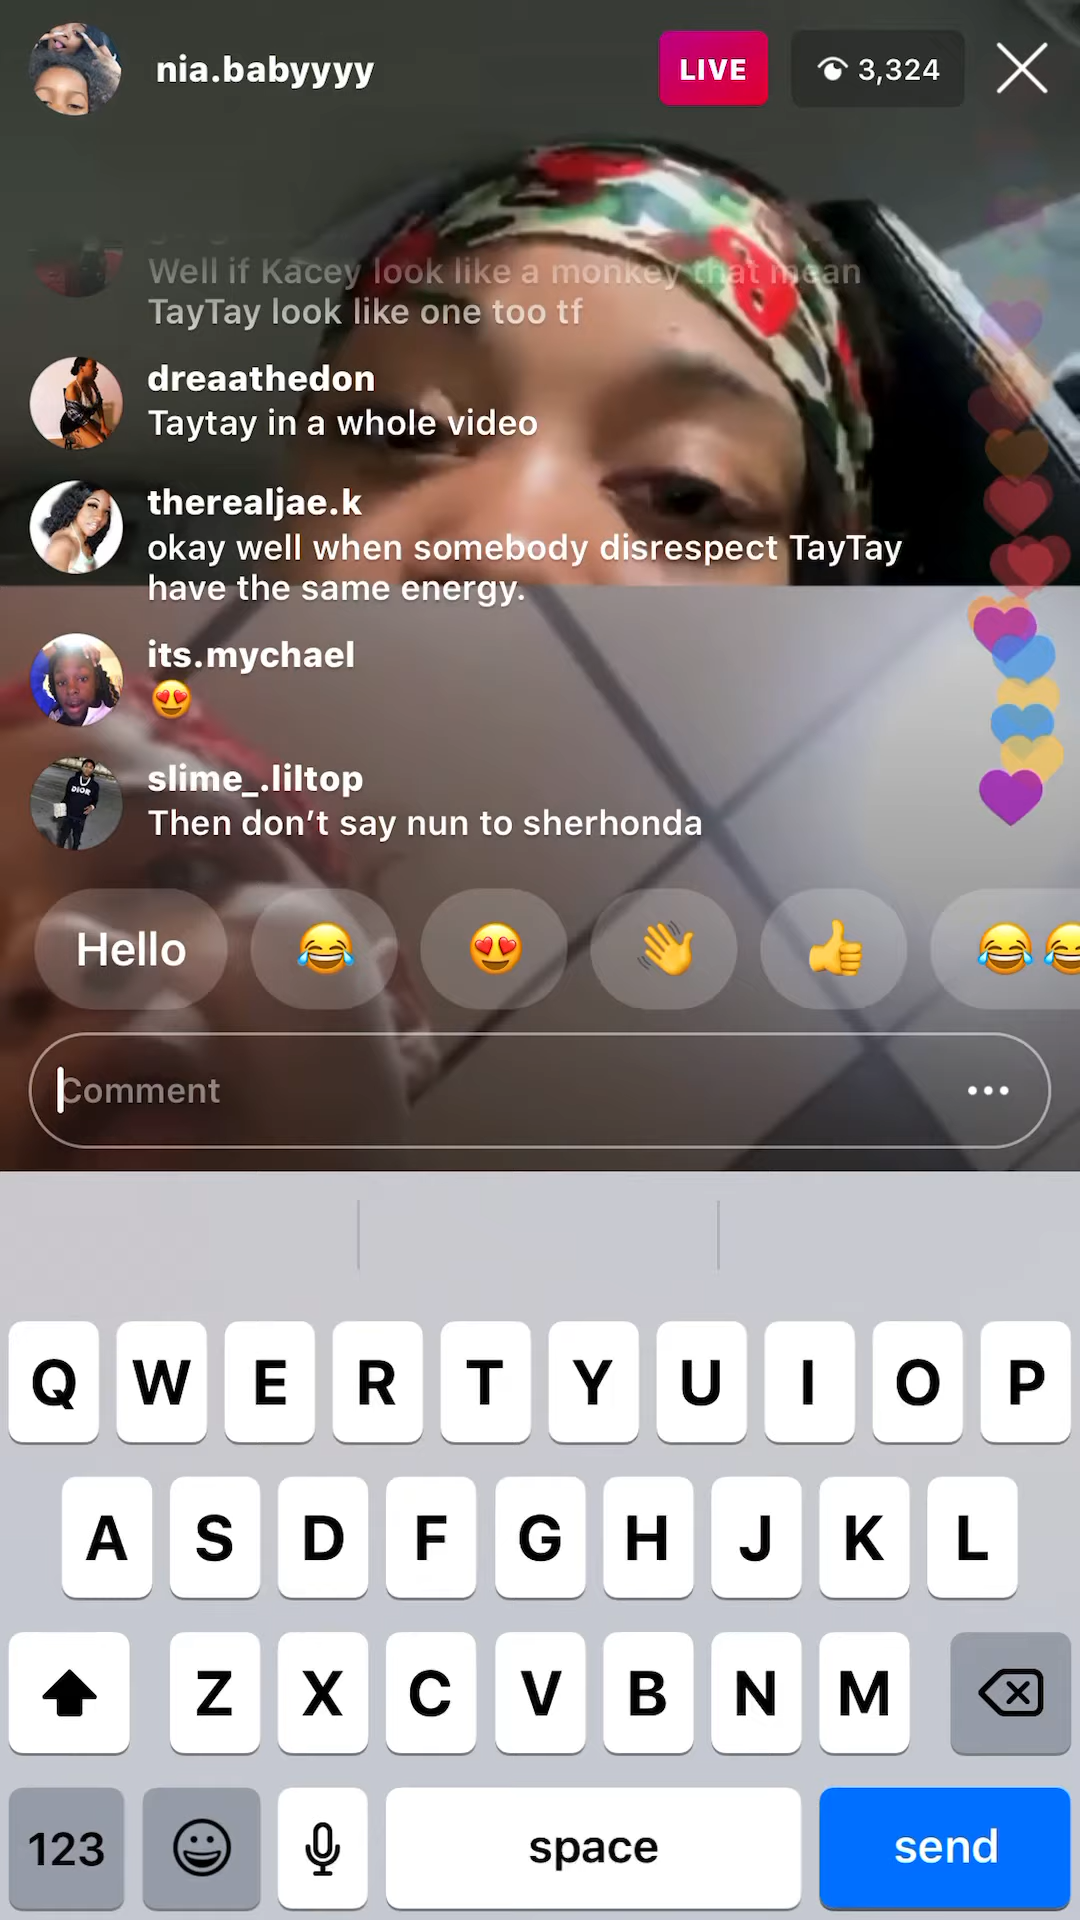 nia.babyyyy
LIVE
3,324
Well if Kacey look like a monkey that mean
TayTay look like one too tf
dreaathedon
Taytay in a whole video
therealjae.k
okay well when somebody disrespect TayTay
have the same energy.
its.mychael
😍
DIOR
slime_.liltop
Then don’t say nun to sherhonda
Hello 😂 😍 👋 👍 😂😂
Comment
Q W E R T Y U I O P
A S D F G H J K L
Z X C V B N M
123 space send